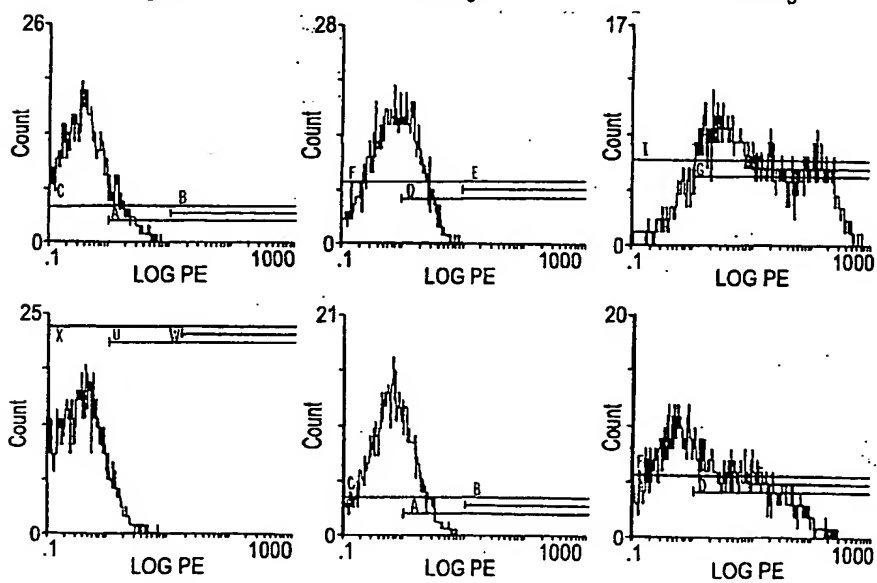 26 28 17
Count Count Count
C B F E I
A D G
0 0 0
.1 1000 .1 1000 .1 1000
LOG PE LOG PE LOG PE
25 21 20
X U W
Count Count Count
C B F
A D
0 0 0
.1 1000 .1 1000 .1 1000
LOG PE LOG PE LOG PE